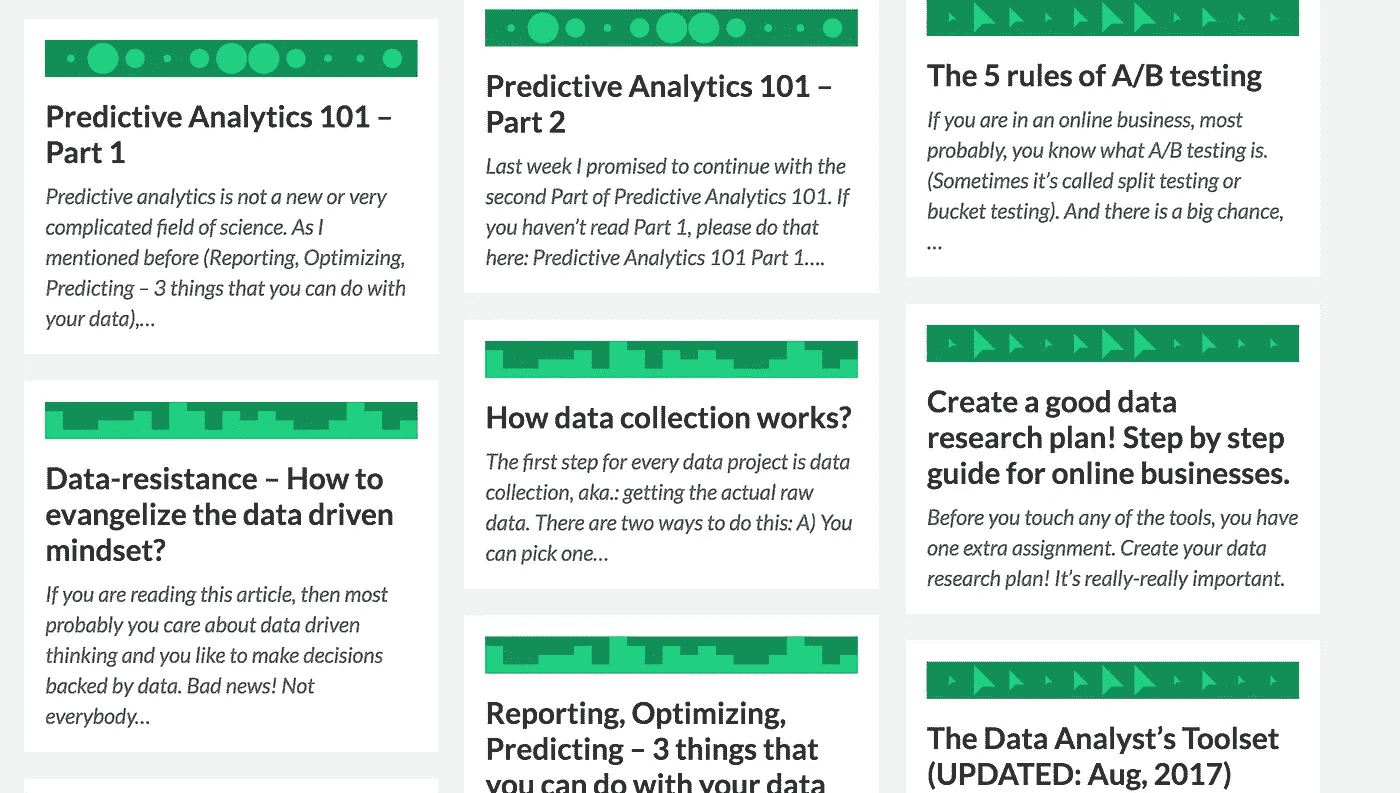 Predictive Analytics 101 –
Part 1
Predictive analytics is not a new or very
complicated field of science. As I
mentioned before (Reporting, Optimizing,
Predicting – 3 things that you can do with
your data),…
Data-resistance – How to
evangelize the data driven
mindset?
If you are reading this article, then most
probably you care about data driven
thinking and you like to make decisions
backed by data. Bad news! Not
everybody…
Predictive Analytics 101 –
Part 2
Last week I promised to continue with the
second Part of Predictive Analytics 101. If
you haven’t read Part 1, please do that
here: Predictive Analytics 101 Part 1.…
How data collection works?
The first step for every data project is data
collection, aka.: getting the actual raw
data. There are two ways to do this: A) You
can pick one…
Reporting, Optimizing,
Predicting – 3 things that
you can do with your data
The 5 rules of A/B testing
If you are in an online business, most
probably, you know what A/B testing is.
(Sometimes it’s called split testing or
bucket testing). And there is a big chance,
…
Create a good data
research plan! Step by step
guide for online businesses.
Before you touch any of the tools, you have
one extra assignment. Create your data
research plan! It’s really-really important.
The Data Analyst’s Toolset
(UPDATED: Aug, 2017)